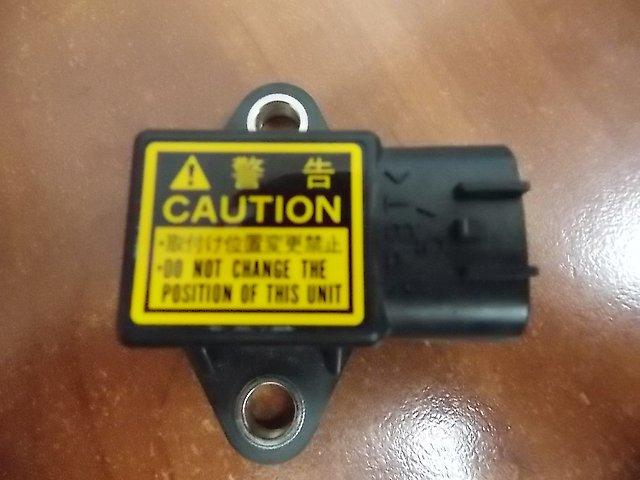 警告
CAUTION
・取付け位置変更禁止
・DO NOT CHANGE THE
POSITION OF THIS UNIT